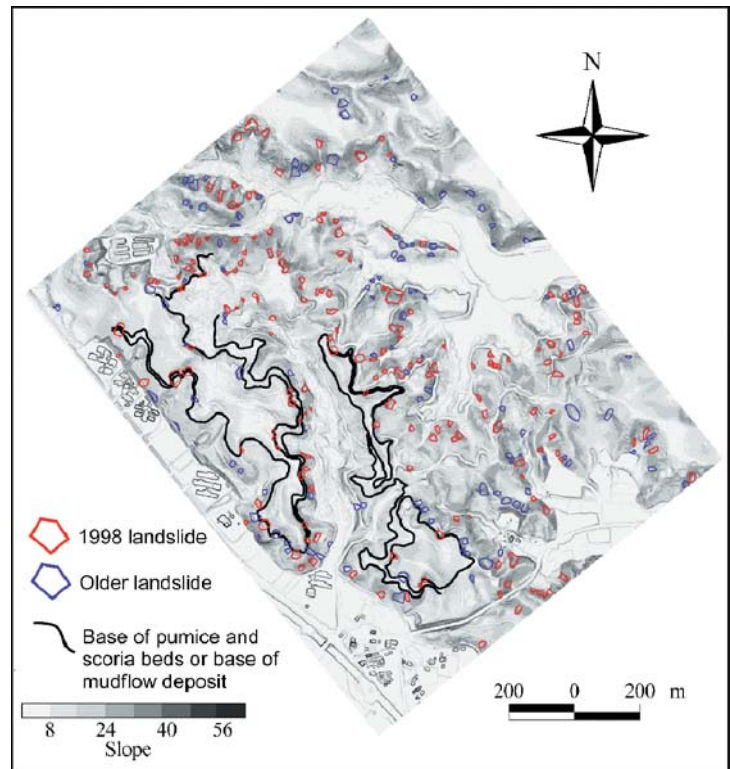 N
1998 landslide
Older landslide
Base of pumice and
scoria beds or base of
mudflow deposit
8 24 40 56
Slope
200 0 200 m